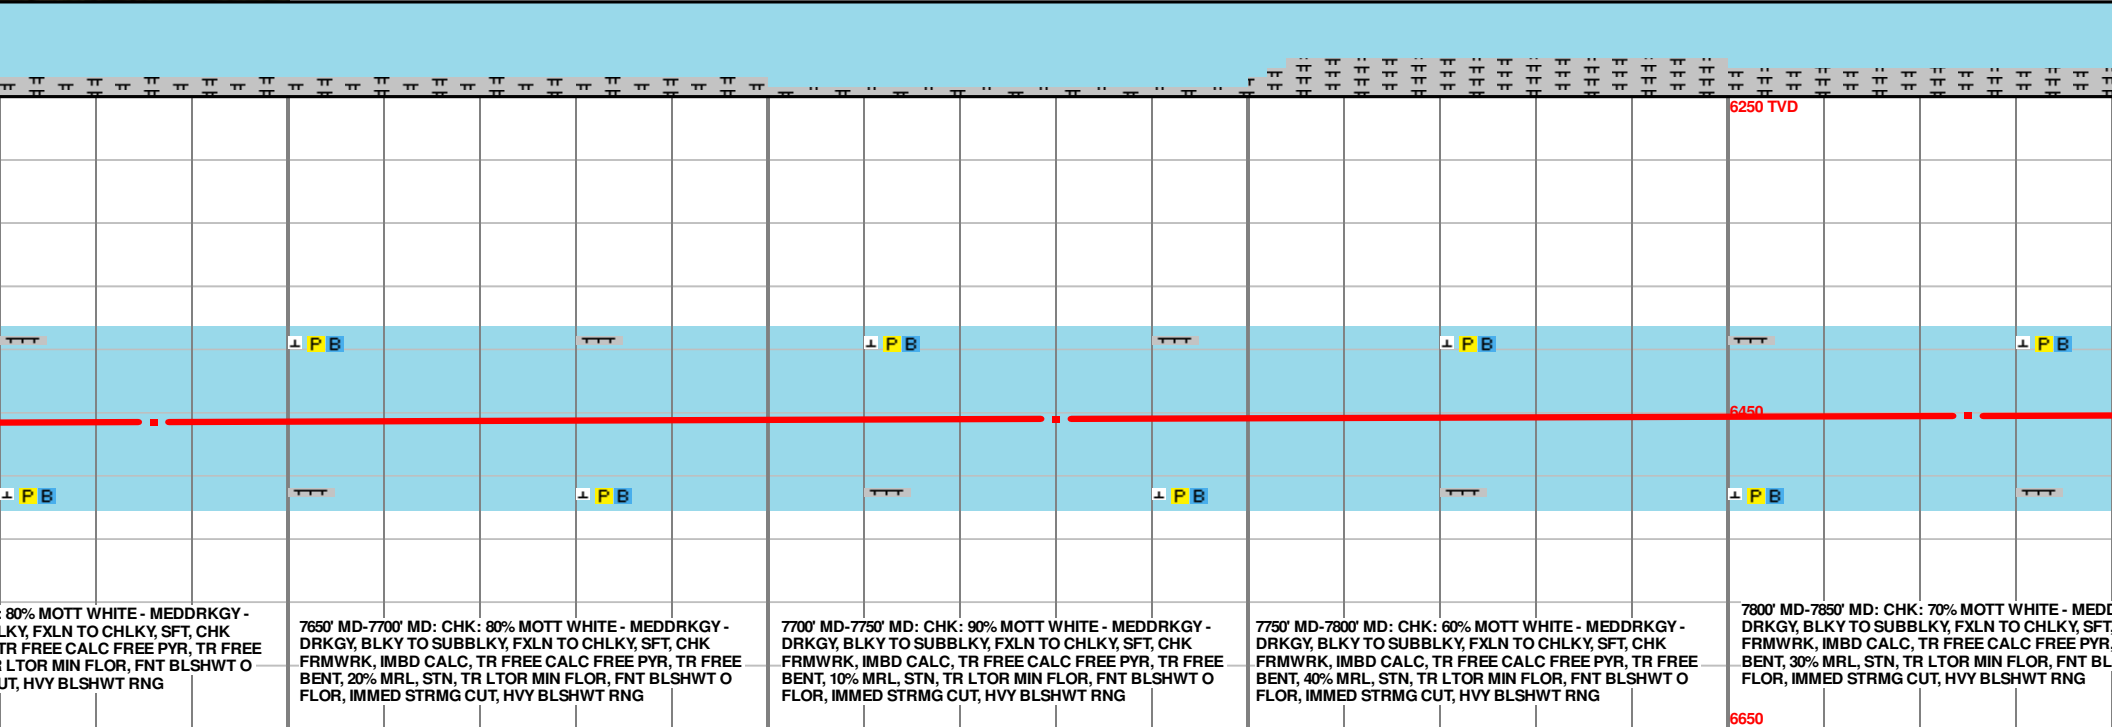 6250 TVD
P B
P B
P B
P B
6450
P B
P B
P B
P B
: 80% MOTT WHITE - MEDDRKGY -
LKY, FXLN TO CHLKY, SFT, CHK
TR FREE CALC FREE PYR, TR FREE
R LTOR MIN FLOR, FNT BLSHWT O
UT, HVY BLSHWT RNG
7650' MD-7700' MD: CHK: 80% MOTT WHITE - MEDDRKGY -
DRKGY, BLKY TO SUBBLKY, FXLN TO CHLKY, SFT, CHK
FRMWRK, IMBD CALC, TR FREE CALC FREE PYR, TR FREE
BENT, 20% MRL, STN, TR LTOR MIN FLOR, FNT BLSHWT O
FLOR, IMMED STRMG CUT, HVY BLSHWT RNG
7700' MD-7750' MD: CHK: 90% MOTT WHITE - MEDDRKGY -
DRKGY, BLKY TO SUBBLKY, FXLN TO CHLKY, SFT, CHK
FRMWRK, IMBD CALC, TR FREE CALC FREE PYR, TR FREE
BENT, 10% MRL, STN, TR LTOR MIN FLOR, FNT BLSHWT O
FLOR, IMMED STRMG CUT, HVY BLSHWT RNG
7750' MD-7800' MD: CHK: 60% MOTT WHITE - MEDDRKGY -
DRKGY, BLKY TO SUBBLKY, FXLN TO CHLKY, SFT, CHK
FRMWRK, IMBD CALC, TR FREE CALC FREE PYR, TR FREE
BENT, 40% MRL, STN, TR LTOR MIN FLOR, FNT BLSHWT O
FLOR, IMMED STRMG CUT, HVY BLSHWT RNG
7800' MD-7850' MD: CHK: 70% MOTT WHITE - MEDD
DRKGY, BLKY TO SUBBLKY, FXLN TO CHLKY, SFT,
FRMWRK, IMBD CALC, TR FREE CALC FREE PYR,
BENT, 30% MRL, STN, TR LTOR MIN FLOR, FNT BL
FLOR, IMMED STRMG CUT, HVY BLSHWT RNG
6650